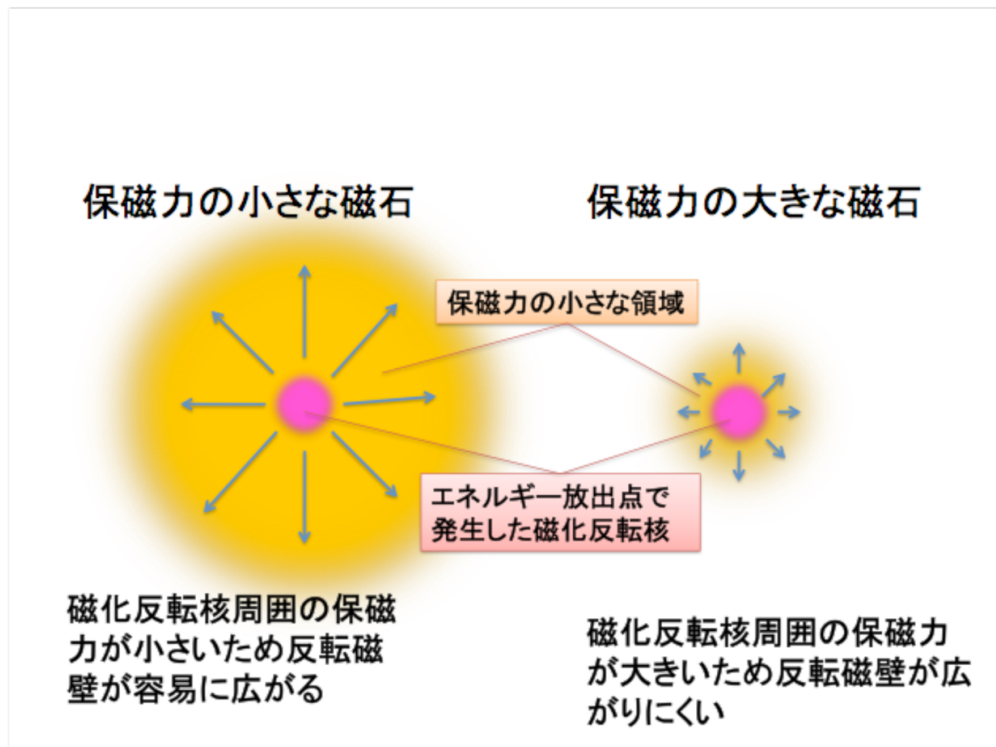 保磁力の小さな磁石
保磁力の大きな磁石
保磁力の小さな領域
エネルギー放出点で
発生した磁化反転核
磁化反転核周囲の保磁
力が小さいため反転磁
壁が容易に広がる
磁化反転核周囲の保磁力
が大きいため反転磁壁が広
がりにくい